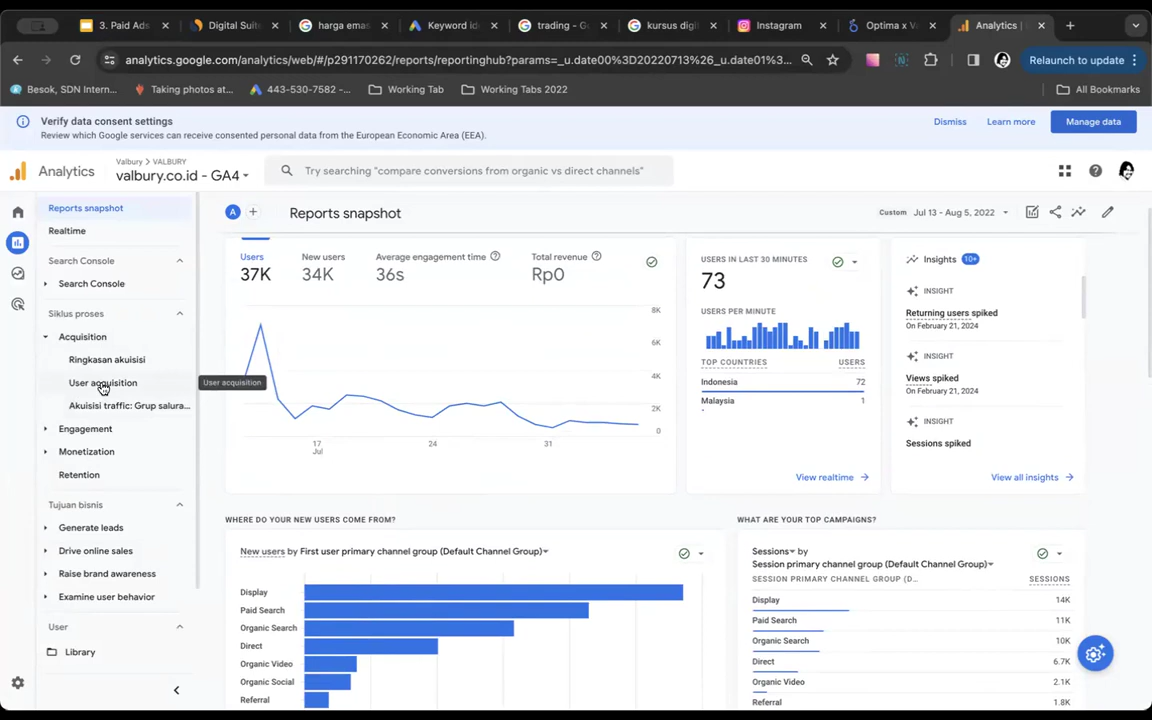 3. Paid Ads
Digital Suite
harga emas
Keyword ide
trading - Go
kursus digi
Instagram
Optima x V
Analytics |
analytics.google.com/analytics/web/#/p291170262/reports/reportinghub?params=_u.date00%3D20220713%26_u.date01%3...
Relaunch to update
Besok, SDN Intern...
Taking photos at...
443-530-7582 -...
Working Tab
Working Tabs 2022
All Bookmarks
Verify data consent settings
Review which Google services can receive consented personal data from the European Economic Area (EEA).
Dismiss
Learn more
Manage data
Analytics
Valbury > VALBURY
valbury.co.id - GA4
Try searching "compare conversions from organic vs direct channels"
Reports snapshot
Realtime
Search Console
Search Console
Siklus proses
Acquisition
Ringkasan akuisisi
User acquisition
Akuisisi traffic: Grup salura...
Engagement
Monetization
Retention
Tujuan bisnis
Generate leads
Drive online sales
Raise brand awareness
Examine user behavior
User
Library
User acquisition
A
Reports snapshot
Custom Jul 13 - Aug 5, 2022
Users
37K
New users
34K
Average engagement time
36s
Total revenue
Rp0
8K
6K
4K
2K
0
17
Jul
24
31
USERS IN LAST 30 MINUTES
73
USERS PER MINUTE
TOP COUNTRIES USERS
Indonesia 72
Malaysia 1
View realtime
Insights 10+
INSIGHT
Returning users spiked
On February 21, 2024
INSIGHT
Views spiked
On February 21, 2024
INSIGHT
Sessions spiked
View all insights
WHERE DO YOUR NEW USERS COME FROM?
New users by First user primary channel group (Default Channel Group)
Display
Paid Search
Organic Search
Direct
Organic Video
Organic Social
Referral
WHAT ARE YOUR TOP CAMPAIGNS?
Sessions by
Session primary channel group (Default Channel Group)
SESSION PRIMARY CHANNEL GROUP (D... SESSIONS
Display 14K
Paid Search 11K
Organic Search 10K
Direct 6.7K
Organic Video 2.1K
Referral 1.8K